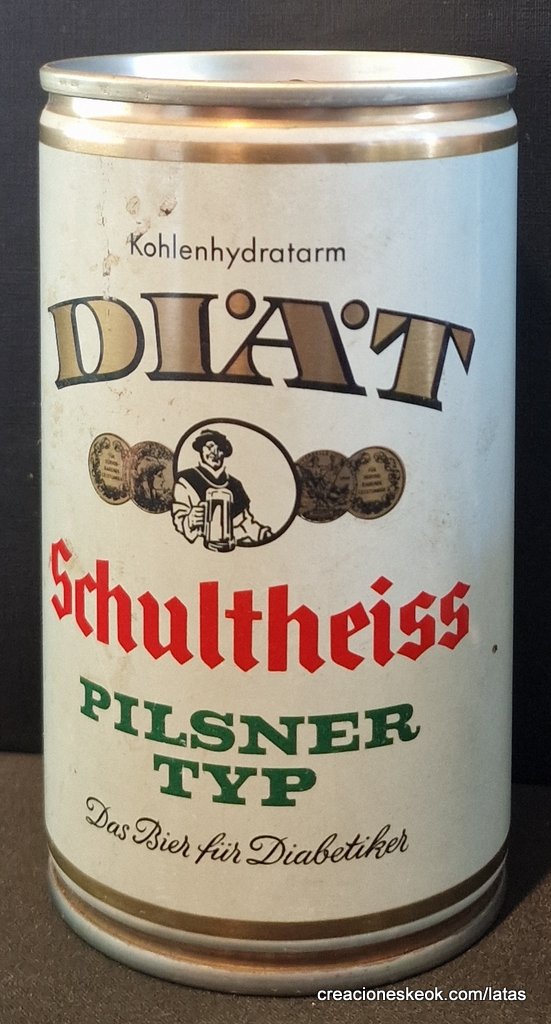 Kohlenhydratarm
DIÄT
Schultheiss
PILSNER
TYP
Das Bier für Diabetiker
creacioneskeok.com/latas